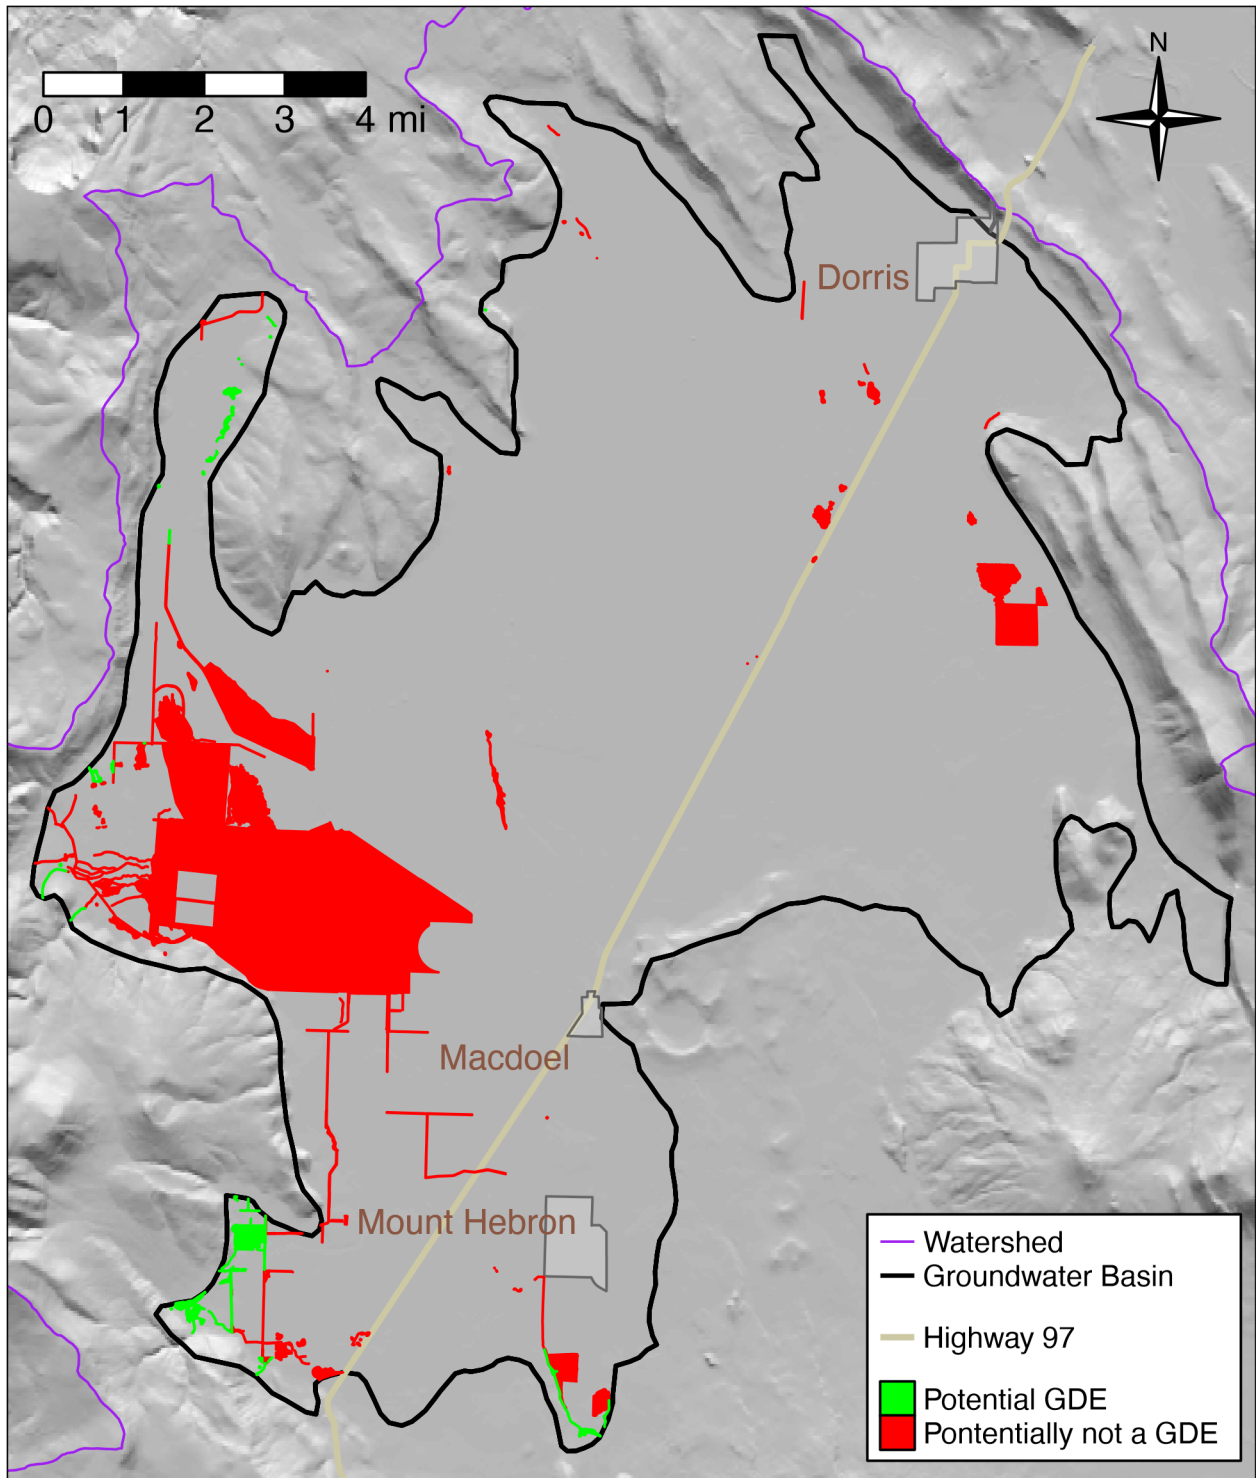 N
0 1 2 3 4 mi
Dorris
Macdoel
Mount Hebron
Watershed
Groundwater Basin
Highway 97
Potential GDE
Pontentially not a GDE